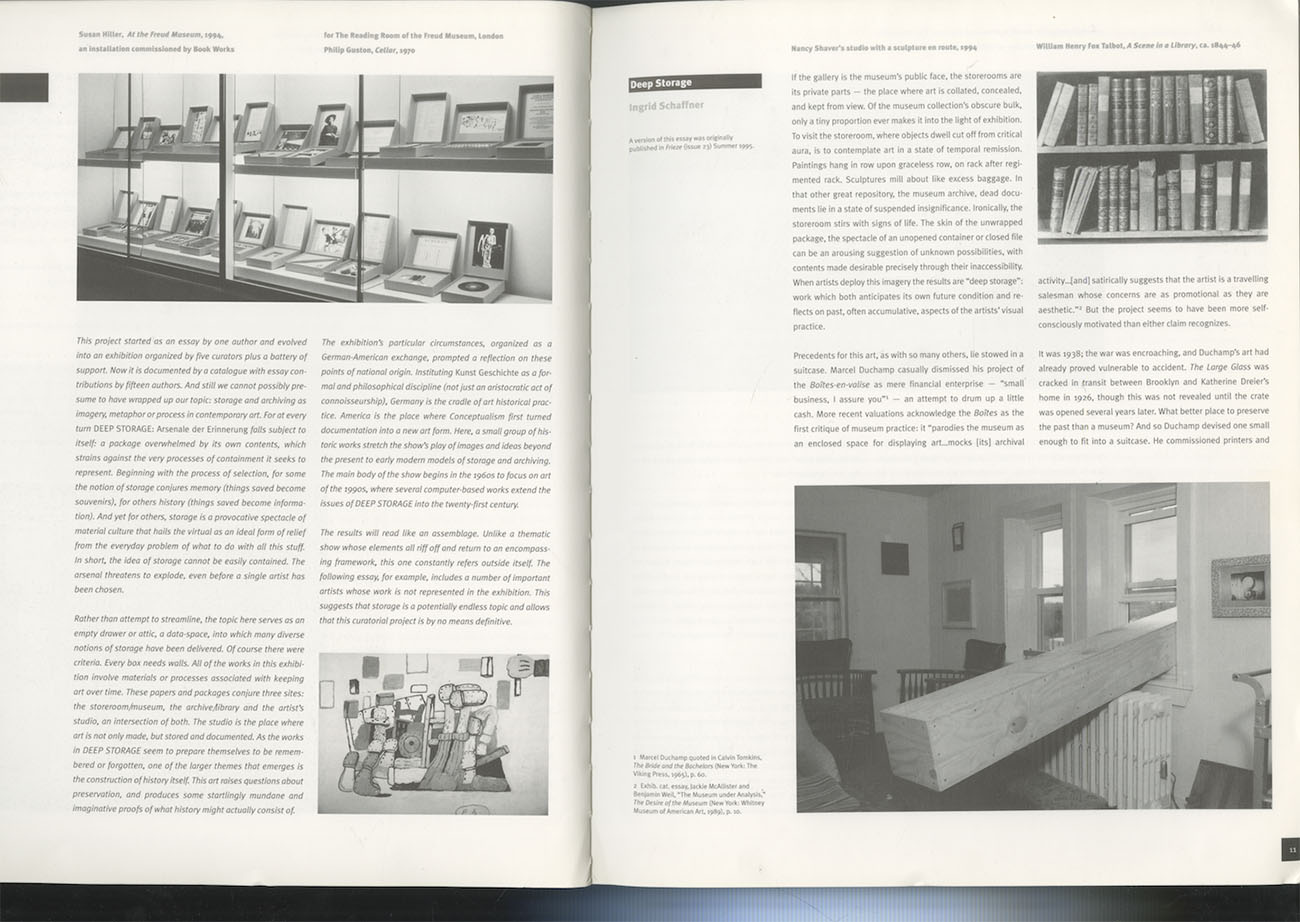 Susan Hiller, At the Freud Museum, 1994,
an installation commissioned by Book Works
for The Reading Room of the Freud Museum, London
Philip Guston, Cellar, 1970
This project started as an essay by one author and evolved
into an exhibition organized by five curators plus a battery of
support. Now it is documented by a catalogue with essay con-
tributions by fifteen authors. And still we cannot possibly pre-
sume to have wrapped up our topic: storage and archiving as
imagery, metaphor or process in contemporary art. For at every
turn DEEP STORAGE: Arsenale der Erinnerung falls subject to
itself: a package overwhelmed by its own contents, which
strains against the very processes of containment it seeks to
represent. Beginning with the process of selection, for some
the notion of storage conjures memory (things saved become
souvenirs), for others history (things saved become informa-
tion). And yet for others, storage is a provocative spectacle of
material culture that hails the virtual as an ideal form of relief
from the everyday problem of what to do with all this stuff.
In short, the idea of storage cannot be easily contained. The
arsenal threatens to explode, even before a single artist has
been chosen.
Rather than attempt to streamline, the topic here serves as an
empty drawer or attic, a data-space, into which many diverse
notions of storage have been delivered. Of course there were
criteria. Every box needs walls. All of the works in this exhibi-
tion involve materials or processes associated with keeping
art over time. These papers and packages conjure three sites:
the storeroom/museum, the archive/library and the artist's
studio, an intersection of both. The studio is the place where
art is not only made, but stored and documented. As the works
in DEEP STORAGE seem to prepare themselves to be remem-
bered or forgotten, one of the larger themes that emerges is
the construction of history itself. This art raises questions about
preservation, and produces some startlingly mundane and
imaginative proofs of what history might actually consist of.
The exhibition's particular circumstances, organized as a
German-American exchange, prompted a reflection on these
points of national origin. Instituting Kunst Geschichte as a for-
mal and philosophical discipline (not just an aristocratic act of
connoisseurship), Germany is the cradle of art historical prac-
tice. America is the place where Conceptualism first turned
documentation into a new art form. Here, a small group of his-
toric works stretch the show's play of images and ideas beyond
the present to early modern models of storage and archiving.
The main body of the show begins in the 1960s to focus on art
of the 1990s, where several computer-based works extend the
issues of DEEP STORAGE into the twenty-first century.
The results will read like an assemblage. Unlike a thematic
show whose elements all riff off and return to an encompass-
ing framework, this one constantly refers outside itself. The
following essay, for example, includes a number of important
artists whose work is not represented in the exhibition. This
suggests that storage is a potentially endless topic and allows
that this curatorial project is by no means definitive.
Nancy Shaver's studio with a sculpture en route, 1994
William Henry Fox Talbot, A Scene in a Library, ca. 1844–46
Deep Storage
Ingrid Schaffner
A version of this essay was originally
published in Frieze (issue 23) Summer 1995.
If the gallery is the museum's public face, the storerooms are
its private parts — the place where art is collated, concealed,
and kept from view. Of the museum collection's obscure bulk,
only a tiny proportion ever makes it into the light of exhibition.
To visit the storeroom, where objects dwell cut off from critical
aura, is to contemplate art in a state of temporal remission.
Paintings hang in row upon graceless row, on rack after regi-
mented rack. Sculptures mill about like excess baggage. In
that other great repository, the museum archive, dead docu-
ments lie in a state of suspended insignificance. Ironically, the
storeroom stirs with signs of life. The skin of the unwrapped
package, the spectacle of an unopened container or closed file
can be an arousing suggestion of unknown possibilities, with
contents made desirable precisely through their inaccessibility.
When artists deploy this imagery the results are "deep storage":
work which both anticipates its own future condition and re-
flects on past, often accumulative, aspects of the artists' visual
practice.
Precedents for this art, as with so many others, lie stowed in a
suitcase. Marcel Duchamp casually dismissed his project of
the Boîtes-en-valise as mere financial enterprise — "small
business, I assure you"1 — an attempt to drum up a little
cash. More recent valuations acknowledge the Boîtes as the
first critique of museum practice: it "parodies the museum as
an enclosed space for displaying art...mocks [its] archival
activity...[and] satirically suggests that the artist is a travelling
salesman whose concerns are as promotional as they are
aesthetic."2 But the project seems to have been more self-
consciously motivated than either claim recognizes.
It was 1938; the war was encroaching, and Duchamp's art had
already proved vulnerable to accident. The Large Glass was
cracked in transit between Brooklyn and Katherine Dreier's
home in 1926, though this was not revealed until the crate
was opened several years later. What better place to preserve
the past than a museum? And so Duchamp devised one small
enough to fit into a suitcase. He commissioned printers and
1 Marcel Duchamp quoted in Calvin Tomkins,
The Bride and the Bachelors (New York: The
Viking Press, 1965), p. 60.
2 Exhib. cat. essay, Jackie McAllister and
Benjamin Weil, "The Museum under Analysis,"
The Desire of the Museum (New York: Whitney
Museum of American Art, 1989), p. 10.
11